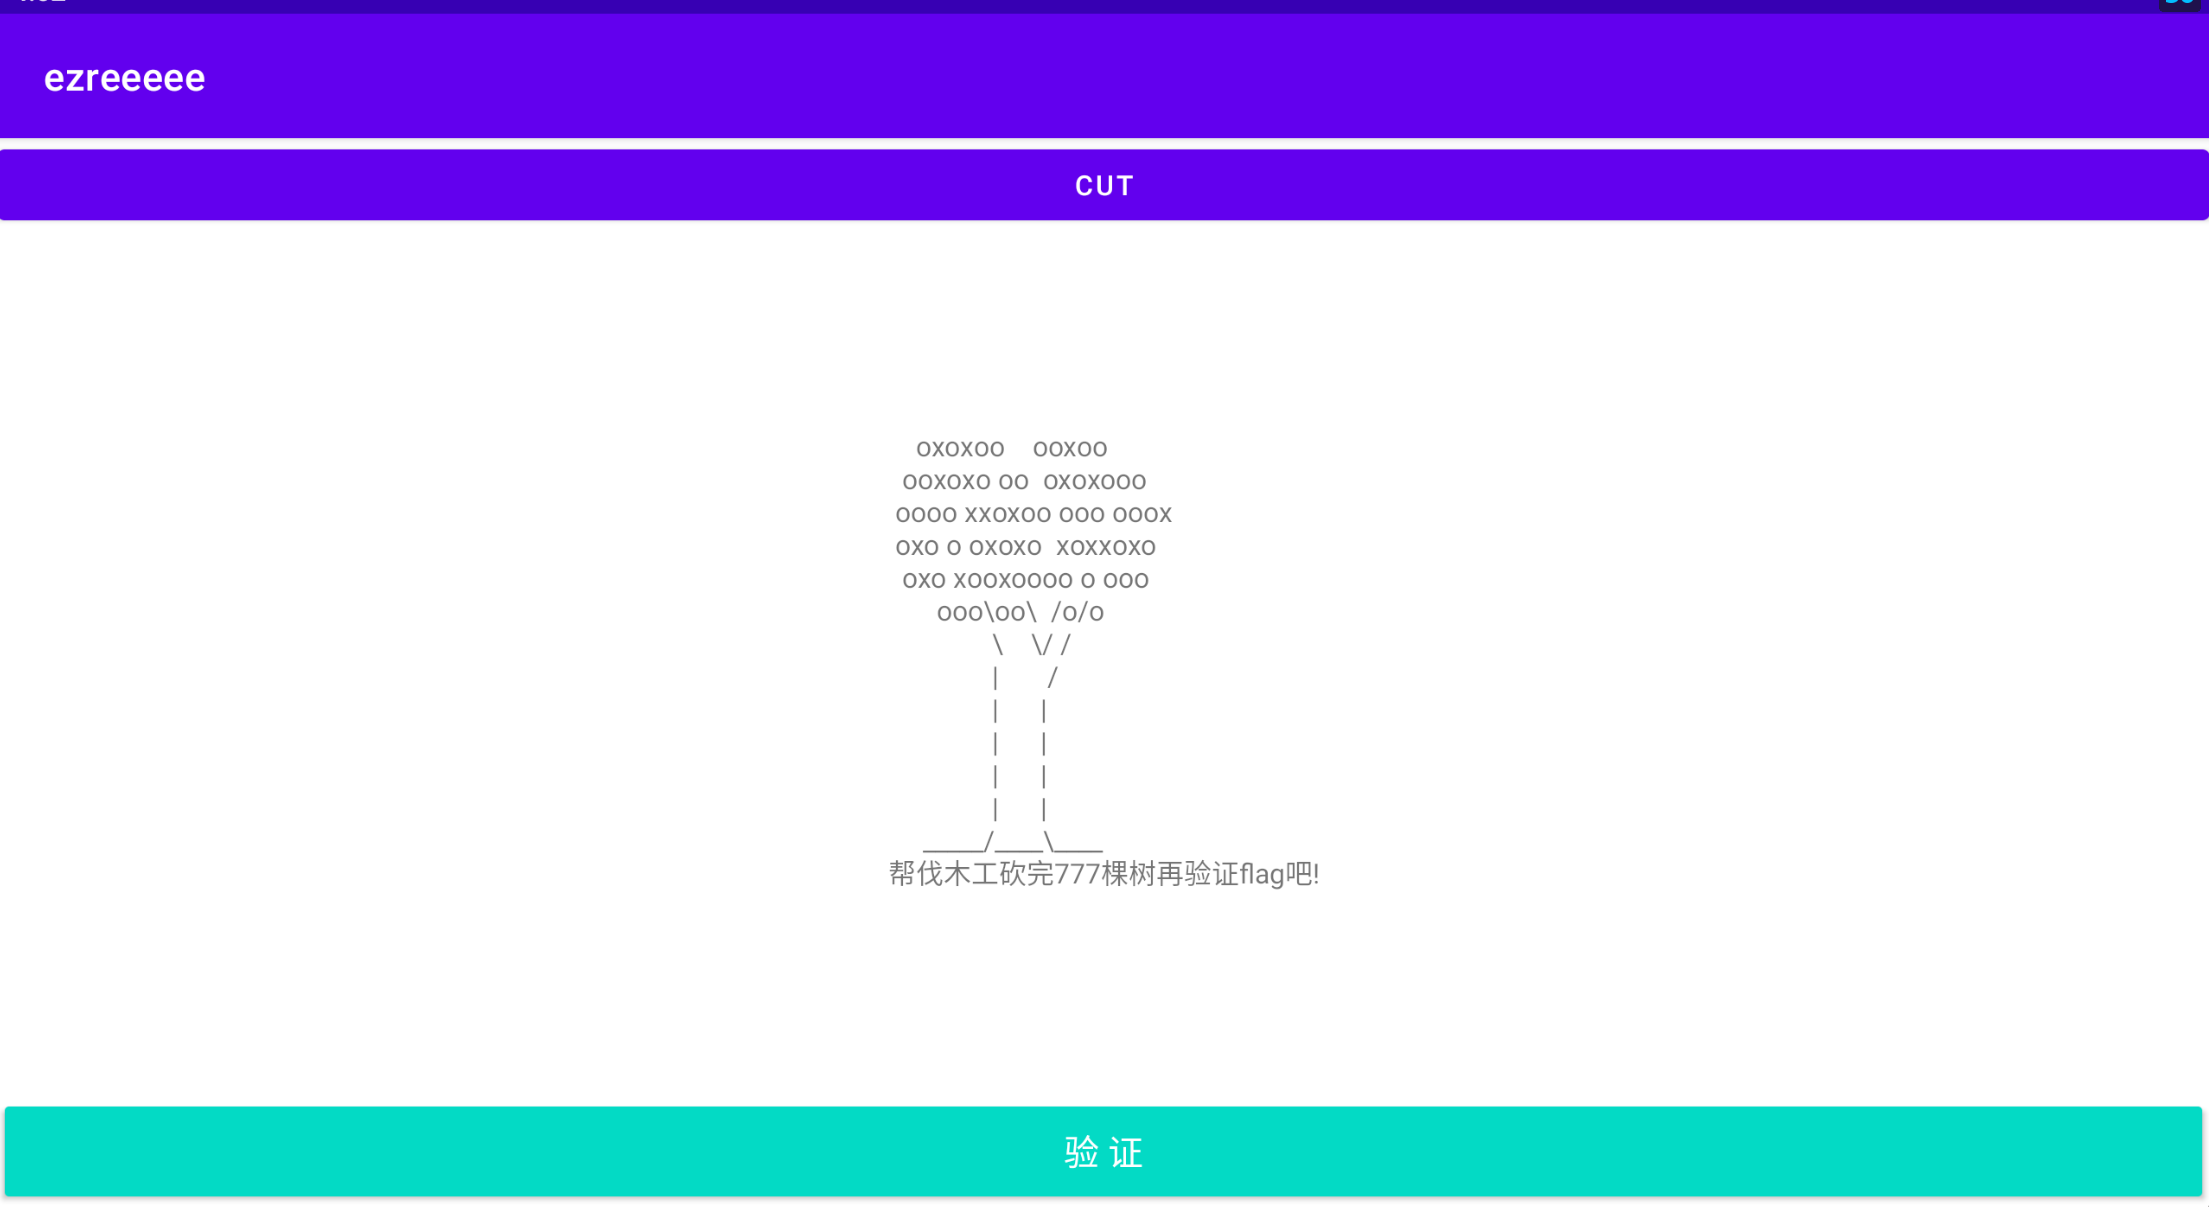 ezreeeee
CUT
oxoxoo    ooxoo
ooxoxo oo  oxoxooo
oooo xxoxoo ooo ooox
oxo o oxoxo  xoxxoxo
oxo xooxoooo o ooo
ooo\oo\  /o/o
\    \/ /
|      /
|     |
|     |
|     |
|     |
_____/____\____
帮伐木工砍完777棵树再验证flag吧!
验证